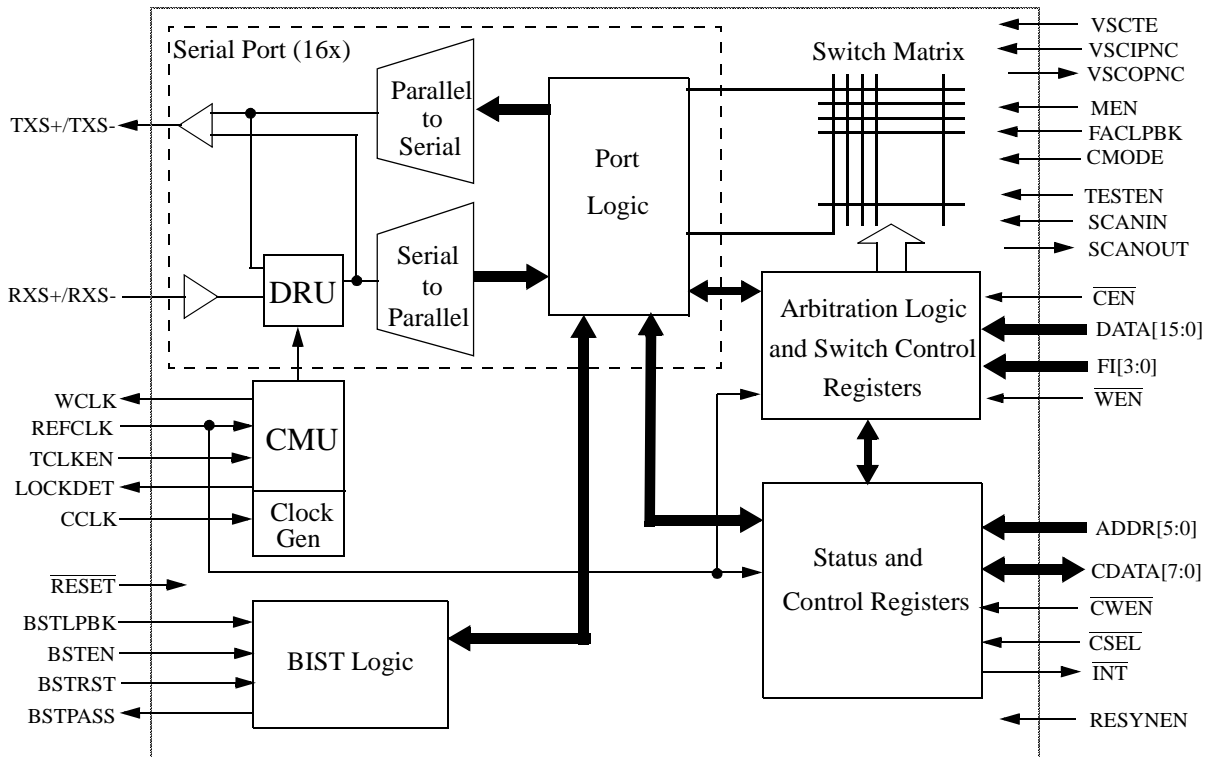 Serial Port (16x)
Parallel
to
Serial
Serial
to
Parallel
DRU
Port
Logic
Switch Matrix
Arbitration Logic
and Switch Control
Registers
CMU
Clock
Gen
Status and
Control Registers
BIST Logic
TXS+/TXS-
RXS+/RXS-
WCLK
REFCLK
TCLKEN
LOCKDET
CCLK
RESET
BSTLPBK
BSTEN
BSTRST
BSTPASS
VSCTE
VSCIPNC
VSCOPNC
MEN
FACLPBK
CMODE
TESTEN
SCANIN
SCANOUT
CEN
DATA[15:0]
FI[3:0]
WEN
ADDR[5:0]
CDATA[7:0]
CWEN
CSEL
INT
RESYNEN